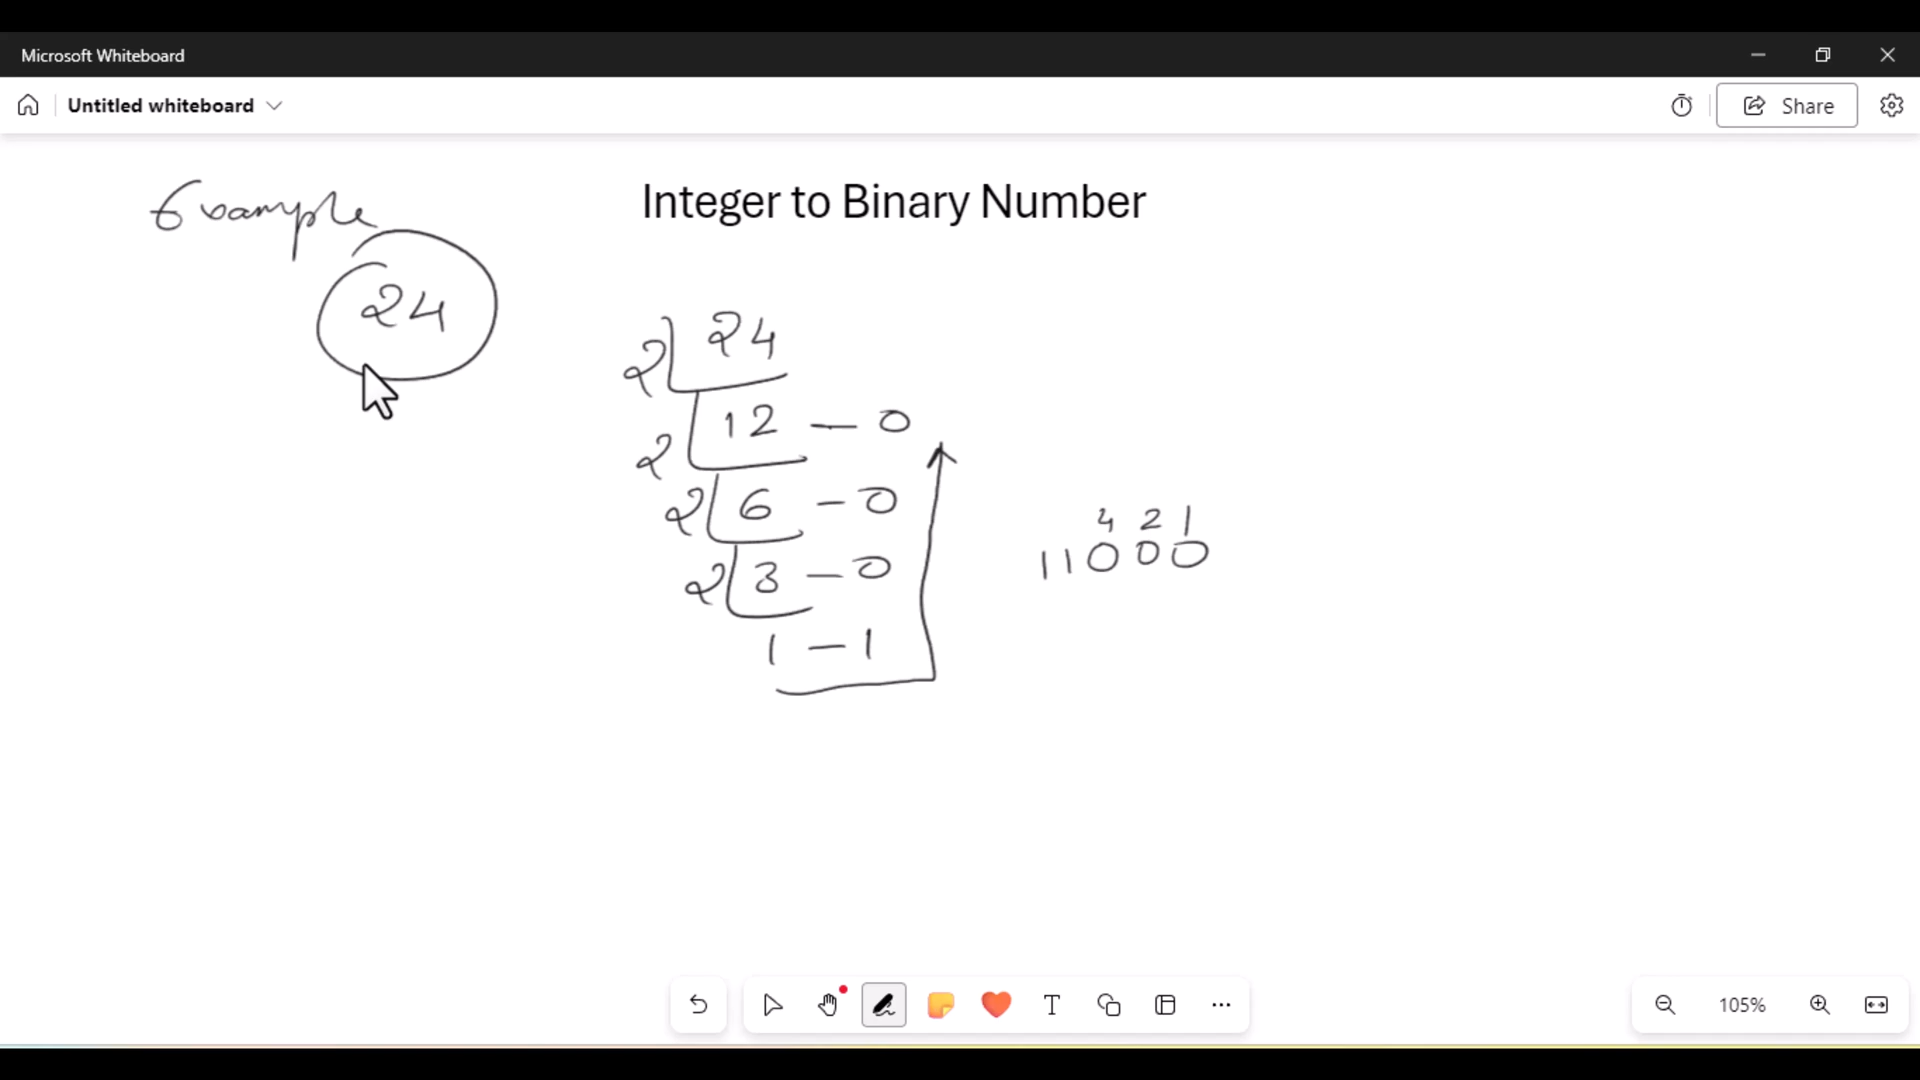 Microsoft Whiteboard
Untitled whiteboard
Share
Example
Integer to Binary Number
24
2 24
2 12 — 0
2 6 — 0
2 3 — 0
1 — 1
4 2 1
11000
T
105%